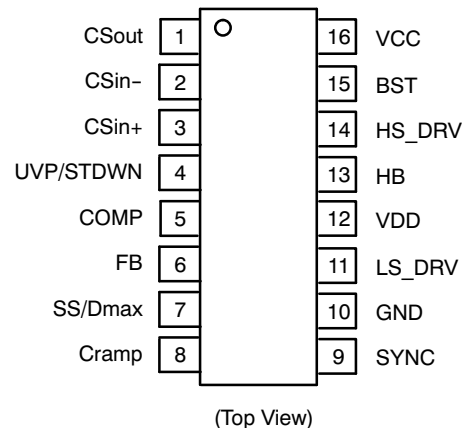 CSout 1 16 VCC
CSin− 2 15 BST
CSin+ 3 14 HS_DRV
UVP/STDWN 4 13 HB
COMP 5 12 VDD
FB 6 11 LS_DRV
SS/Dmax 7 10 GND
Cramp 8 9 SYNC
(Top View)